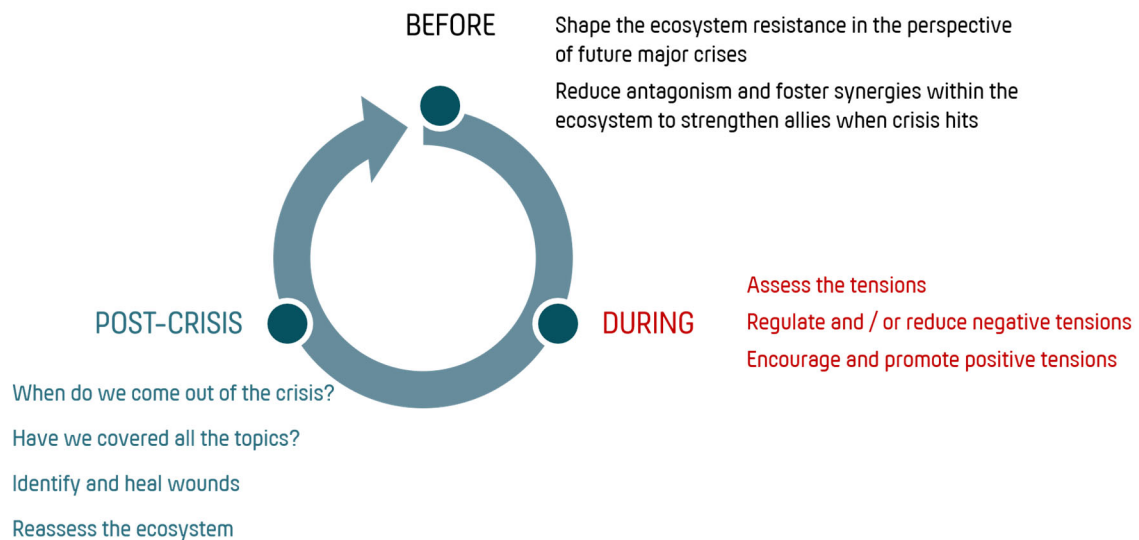 BEFORE
Shape the ecosystem resistance in the perspective
of future major crises
Reduce antagonism and foster synergies within the
ecosystem to strengthen allies when crisis hits
DURING
Assess the tensions
Regulate and / or reduce negative tensions
Encourage and promote positive tensions
POST-CRISIS
When do we come out of the crisis?
Have we covered all the topics?
Identify and heal wounds
Reassess the ecosystem